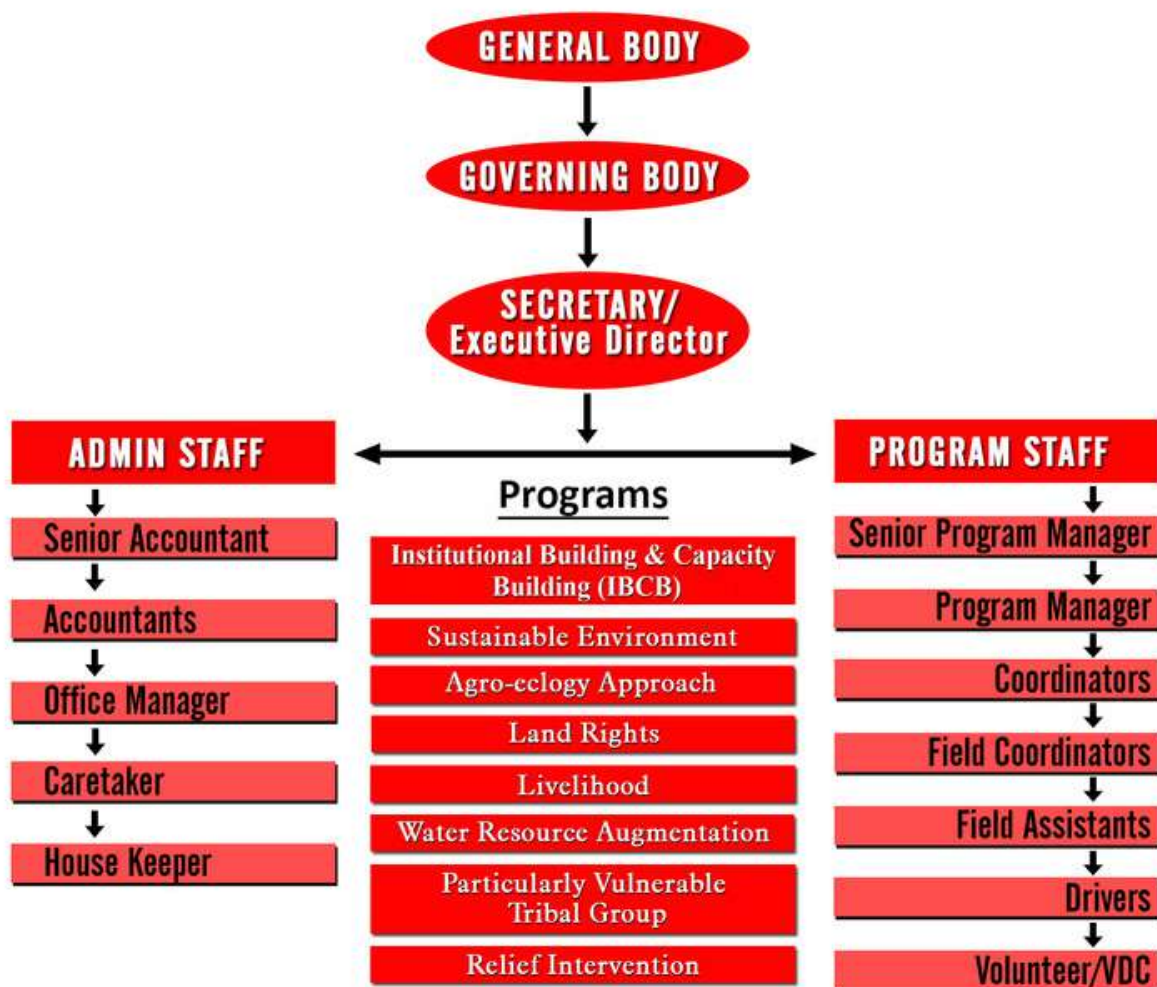 GENERAL BODY
GOVERNING BODY
SECRETARY/
Executive Director
ADMIN STAFF
Senior Accountant
Accountants
Office Manager
Caretaker
House Keeper
Programs
Institutional Building & Capacity
Building (IBCB)
Sustainable Environment
Agro-eclogy Approach
Land Rights
Livelihood
Water Resource Augmentation
Particularly Vulnerable
Tribal Group
Relief Intervention
PROGRAM STAFF
Senior Program Manager
Program Manager
Coordinators
Field Coordinators
Field Assistants
Drivers
Volunteer/VDC